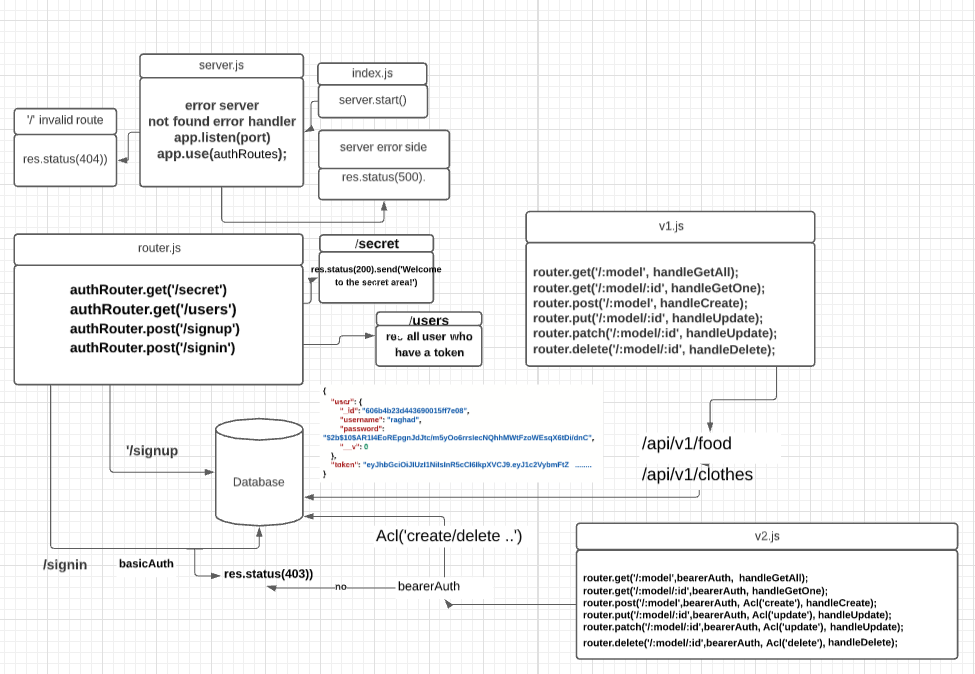 server.js
error server
not found error handler
app.listen(port)
app.use(authRoutes);
index.js
server.start()
'/' invalid route
res.status(404))
server error side
res.status(500).
router.js
authRouter.get('/secret')
authRouter.get('/users')
authRouter.post('/signup')
authRouter.post('/signin')
/secret
res.status(200).send('Welcome
to the secret area!')
/users
all user who
have a token
v1.js
router.get('/:model', handleGetAll);
router.get('/:model/:id', handleGetOne);
router.post('/:model', handleCreate);
router.put('/:model/:id', handleUpdate);
router.patch('/:model/:id', handleUpdate);
router.delete('/:model/:id', handleDelete);
{
"user": {
"_id": "606b4b23d443690015ff7e08",
"username": "raghad",
"password":
"__v": 0
},
"token":
}
'/signup
Database
/api/v1/food
/api/v1/clothes
Acl('create/delete ..')
/signin
basicAuth
res.status(403))
no
bearerAuth
v2.js
router.get('/:model',bearerAuth, handleGetAll);
router.get('/:model/:id',bearerAuth, handleGetOne);
router.post('/:model',bearerAuth, Acl('create'), handleCreate);
router.put('/:model/:id',bearerAuth, Acl('update'), handleUpdate);
router.patch('/:model/:id',bearerAuth, Acl('update'), handleUpdate);
router.delete('/:model/:id',bearerAuth, Acl('delete'), handleDelete);